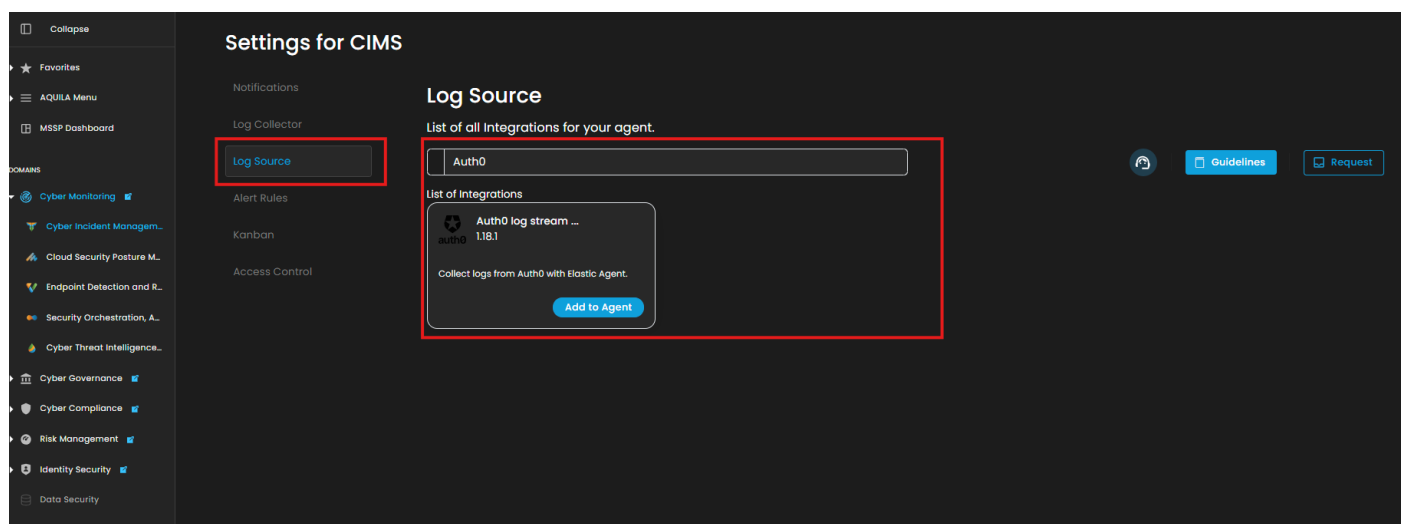 Collapse
Favorites
AQUILA Menu
MSSP Dashboard
DOMAINS
Cyber Monitoring
Cyber Incident Managem...
Cloud Security Posture M...
Endpoint Detection and R...
Security Orchestration, A...
Cyber Threat Intelligence...
Cyber Governance
Cyber Compliance
Risk Management
Identity Security
Data Security
Settings for CIMS
Notifications
Log Collector
Log Source
Alert Rules
Kanban
Access Control
Log Source
List of all Integrations for your agent.
Auth0
Guidelines
Request
List of Integrations
auth0
Auth0 log stream ...
1.18.1
Collect logs from Auth0 with Elastic Agent.
Add to Agent